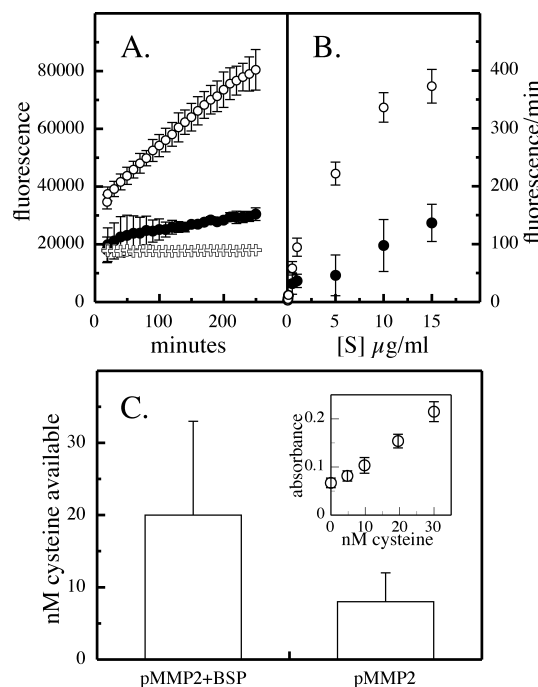 A.
B.
fluorescence
80000
60000
40000
20000
0
0
100
200
minutes
0
5
10
15
[S] µg/ml
400
300
200
100
0
fluorescence/min
C.
nM cysteine available
30
20
10
0
pMMP2+BSP
pMMP2
absorbance
0.2
0.1
0
0
10
20
30
nM cysteine